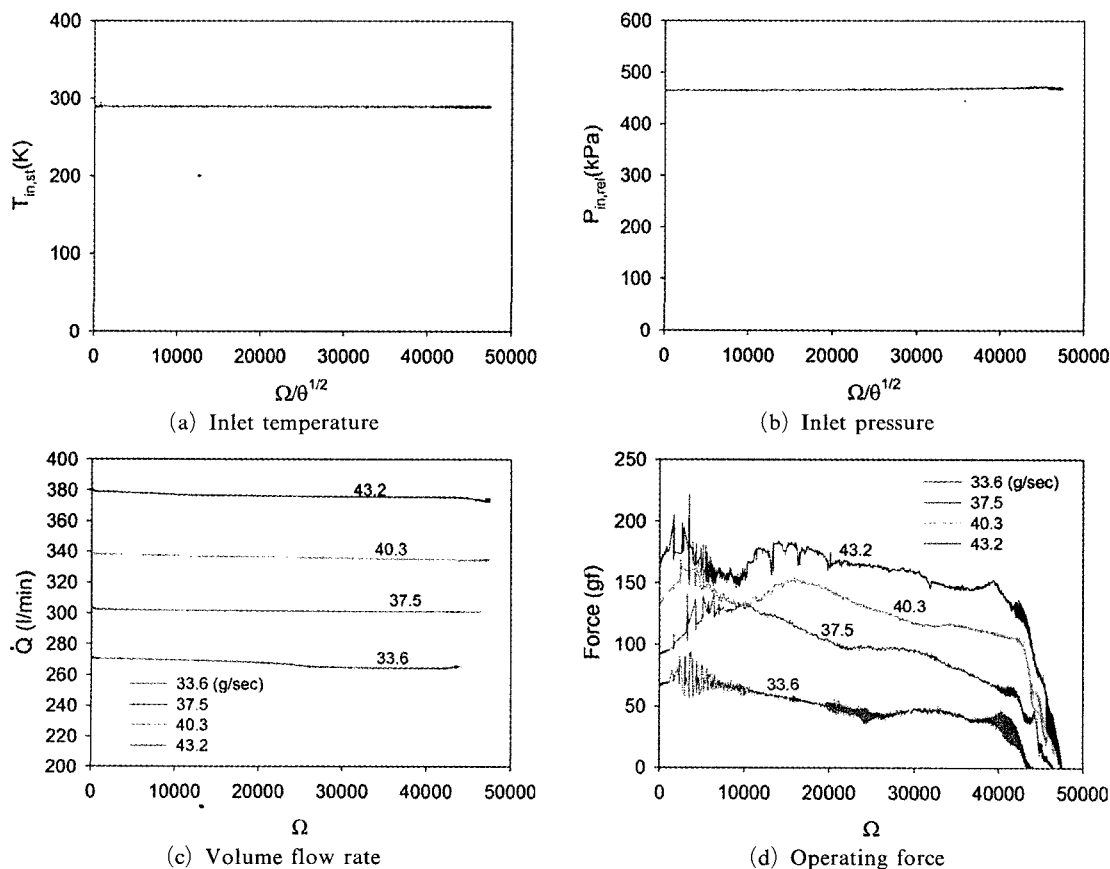 400
300
200
100
0
T_in,st(K)
0 10000 20000 30000 40000 50000
Ω/θ^1/2
(a) Inlet temperature
600
500
400
300
200
100
0
P_in,rel(kPa)
0 10000 20000 30000 40000 50000
Ω/θ^1/2
(b) Inlet pressure
400
380
360
340
320
300
280
260
240
220
200
Q̇ (l/min)
43.2
40.3
37.5
33.6
33.6 (g/sec)
37.5
40.3
43.2
0 10000 20000 30000 40000 50000
Ω
(c) Volume flow rate
250
200
150
100
50
0
Force (gf)
33.6 (g/sec)
37.5
40.3
43.2
43.2
40.3
37.5
33.6
0 10000 20000 30000 40000 50000
Ω
(d) Operating force